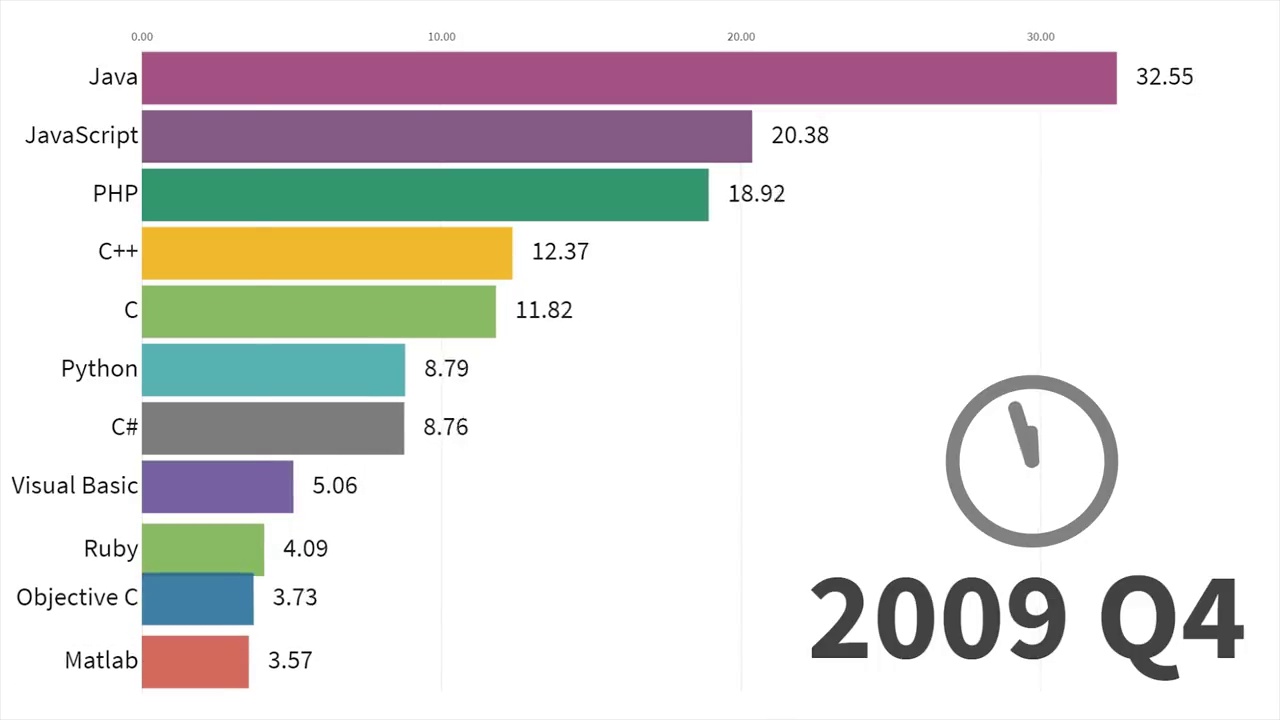 0.00 10.00 20.00 30.00
Java 32.55
JavaScript 20.38
PHP 18.92
C++ 12.37
C 11.82
Python 8.79
C# 8.76
Visual Basic 5.06
Ruby 4.09
Objective C 3.73
Matlab 3.57
2009 Q4